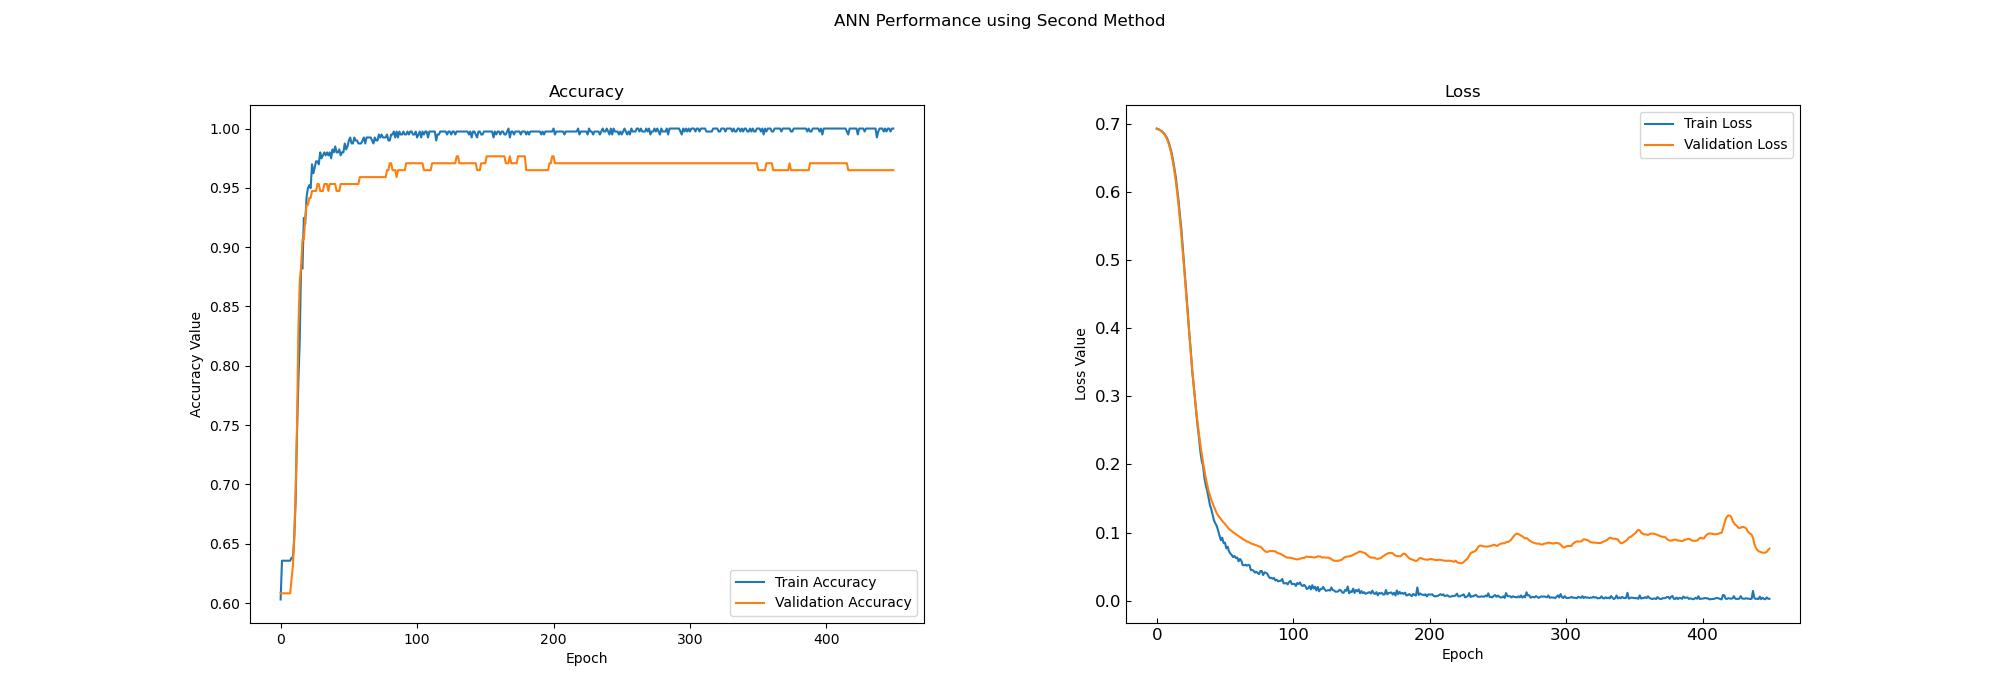 ANN Performance using Second Method
Accuracy
1.00
0.95
0.90
0.85
0.80
0.75
0.70
0.65
0.60
Accuracy Value
Train Accuracy
Validation Accuracy
0 100 200 300 400
Epoch
Loss
0.7
0.6
0.5
0.4
0.3
0.2
0.1
0.0
Loss Value
Train Loss
Validation Loss
0 100 200 300 400
Epoch